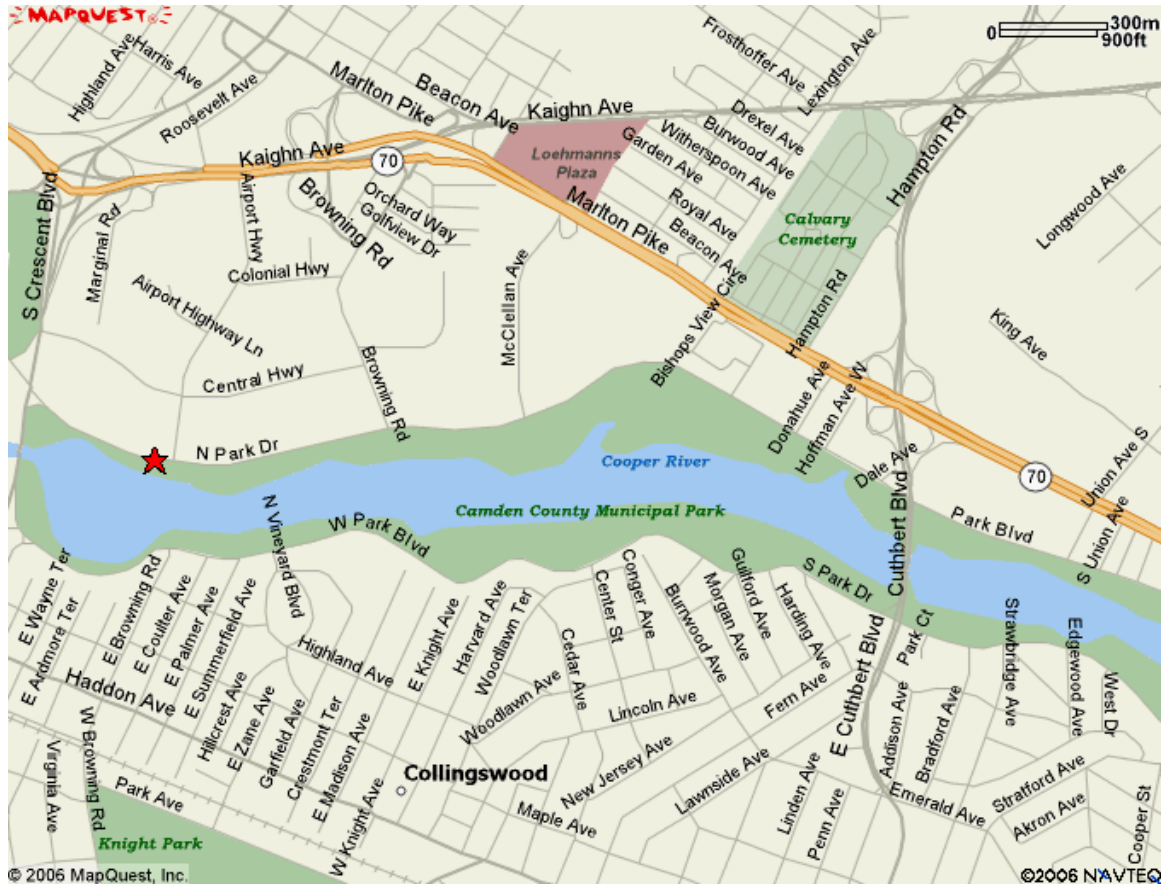 MAPQUEST
300m
0
900ft
Frosthoffer Ave
Lexington Ave
Highland Ave
Harris Ave
Roosevelt Ave
Marlton Pike
Beacon Ave
Kaighn Ave
Drexel Ave
Burwood Ave
Witherspoon Ave
Garden Ave
Hampton Rd
Kaighn Ave
70
Loehmanns
Plaza
Marlton Pike
Royal Ave
Beacon Ave
Calvary
Cemetery
Longwood Ave
S Crescent Blvd
Marginal Rd
Airport Hwy
Browning Rd
Orchard Way
Golfview Dr
Colonial Hwy
Airport Highway Ln
McClellan Ave
Bishops View Cir
Hampton Rd
King Ave
Central Hwy
Browning Rd
Donahue Ave
Hoffman Ave W
N Park Dr
Cooper River
Dale Ave
70
Union Ave S
Camden County Municipal Park
N Vineyard Blvd
W Park Blvd
Cuthbert Blvd
Park Blvd
S Union Ave
E Wayne Ter
E Ardmore Ter
E Browning Rd
E Coulter Ave
E Palmer Ave
E Summerfield Ave
Highland Ave
E Knight Ave
Harvard Ave
Woodlawn Ter
Center St
Conger Ave
Burnwood Ave
Morgan Ave
Guilford Ave
Harding Ave
S Park Dr
Park Ct
Strawbridge Ave
Edgewood Ave
West Dr
Haddon Ave
Cedar Ave
Woodlawn Ave
Lincoln Ave
Fern Ave
E Cuthbert Blvd
Addison Ave
Bradford Ave
Hillcrest Ave
E Zane Ave
Garfield Ave
Crestmont Ter
E Madison Ave
Virginia Ave
W Browning Rd
Park Ave
Collingswood
W Knight Ave
Maple Ave
New Jersey Ave
Lawnside Ave
Linden Ave
Penn Ave
Emerald Ave
Stratford Ave
Akron Ave
Cooper St
Knight Park
© 2006 MapQuest, Inc.
©2006 NAVTEQ